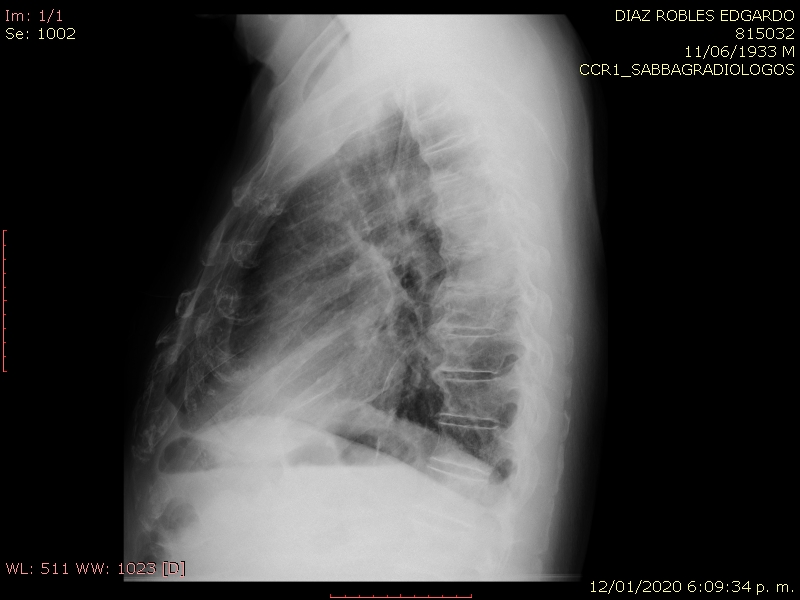 Im: 1/1
Se: 1002
DIAZ ROBLES EDGARDO
815032
11/06/1933 M
CCR1_SABBAGRADIOLOGOS
WL: 511 WW: 1023 [D]
12/01/2020 6:09:34 p. m.